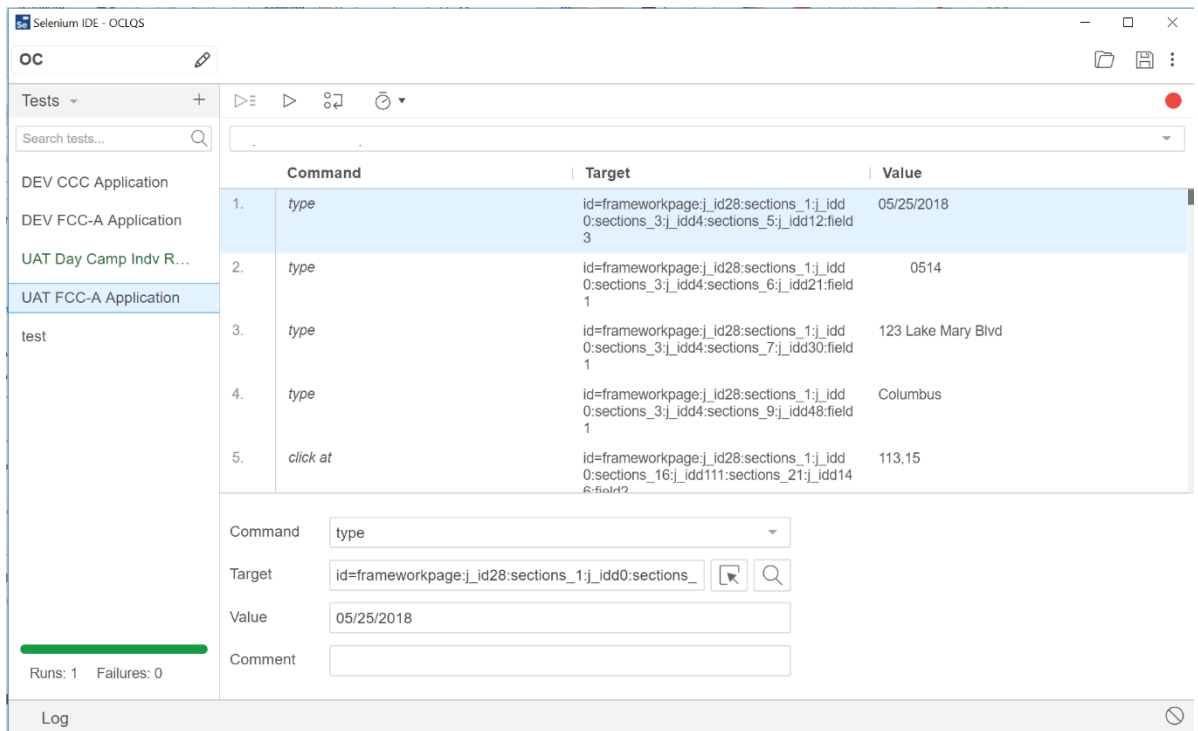 Selenium IDE - OCLQS
OC
Tests
Search tests...
DEV CCC Application
DEV FCC-A Application
UAT Day Camp Indv R...
UAT FCC-A Application
test
Runs: 1 Failures: 0
Command Target Value
1. type id=frameworkpage:j_id28:sections_1:j_idd 05/25/2018
0:sections_3:j_idd4:sections_5:j_idd12:field
3
2. type id=frameworkpage:j_id28:sections_1:j_idd 0514
0:sections_3:j_idd4:sections_6:j_idd21:field
1
3. type id=frameworkpage:j_id28:sections_1:j_idd 123 Lake Mary Blvd
0:sections_3:j_idd4:sections_7:j_idd30:field
1
4. type id=frameworkpage:j_id28:sections_1:j_idd Columbus
0:sections_3:j_idd4:sections_9:j_idd48:field
1
5. click at id=frameworkpage:j_id28:sections_1:j_idd 113,15
0:sections_16:j_idd111:sections_21:j_idd14
6:field2
Command type
Target id=frameworkpage:j_id28:sections_1:j_idd0:sections_
Value 05/25/2018
Comment
Log